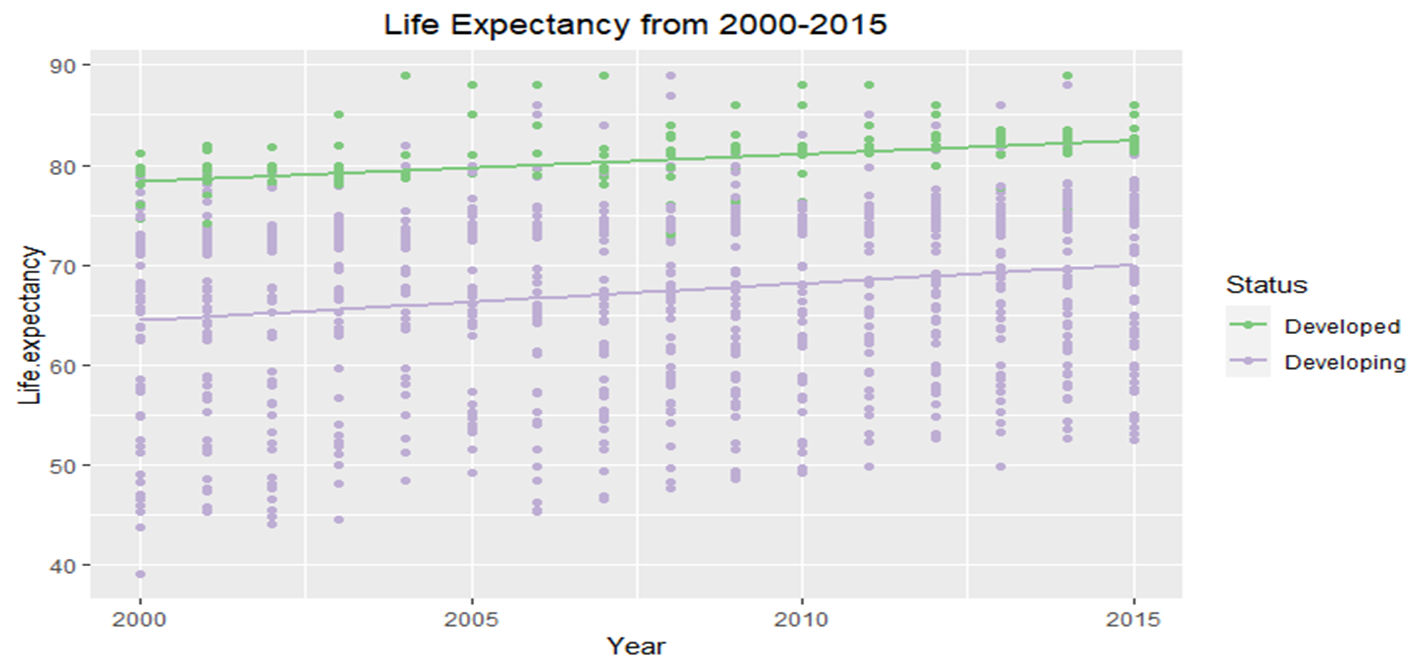 Life Expectancy from 2000-2015
90
80
70
60
50
40
Life.expectancy
2000
2005
2010
2015
Year
Status
Developed
Developing